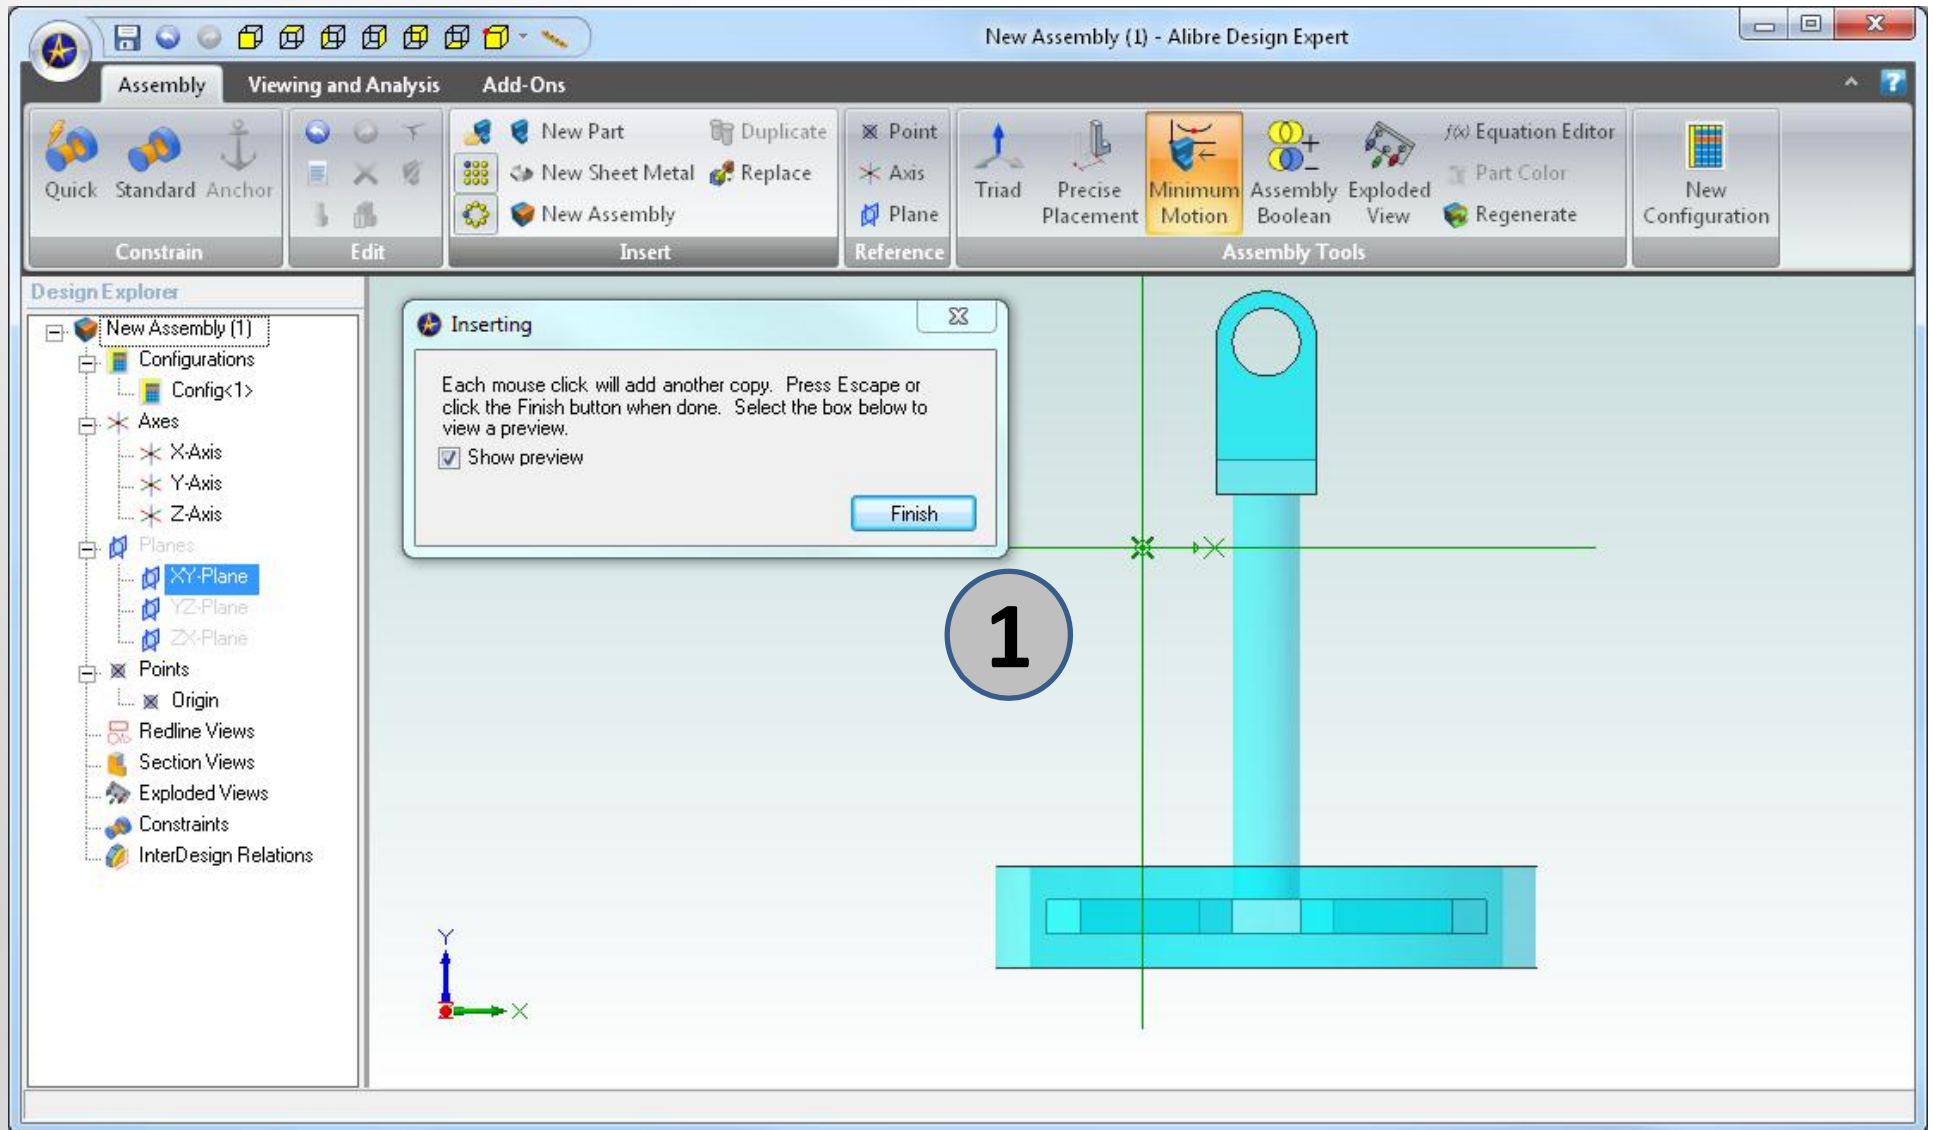 New Assembly (1) - Alibre Design Expert
Assembly Viewing and Analysis Add-Ons
Quick Standard Anchor
Constrain
Edit
New Part Duplicate
New Sheet Metal Replace
New Assembly
Insert
Point
Axis
Plane
Reference
Triad
Precise
Placement
Minimum
Motion
Assembly
Boolean
Exploded
View
f(x) Equation Editor
Part Color
Regenerate
Assembly Tools
New
Configuration
Design Explorer
New Assembly (1)
Configurations
Config<1>
Axes
X-Axis
Y-Axis
Z-Axis
Planes
XY-Plane
YZ-Plane
ZX-Plane
Points
Origin
Redline Views
Section Views
Exploded Views
Constraints
InterDesign Relations
Inserting
Each mouse click will add another copy. Press Escape or
click the Finish button when done. Select the box below to
view a preview.
Show preview
Finish
X
1
Y
X